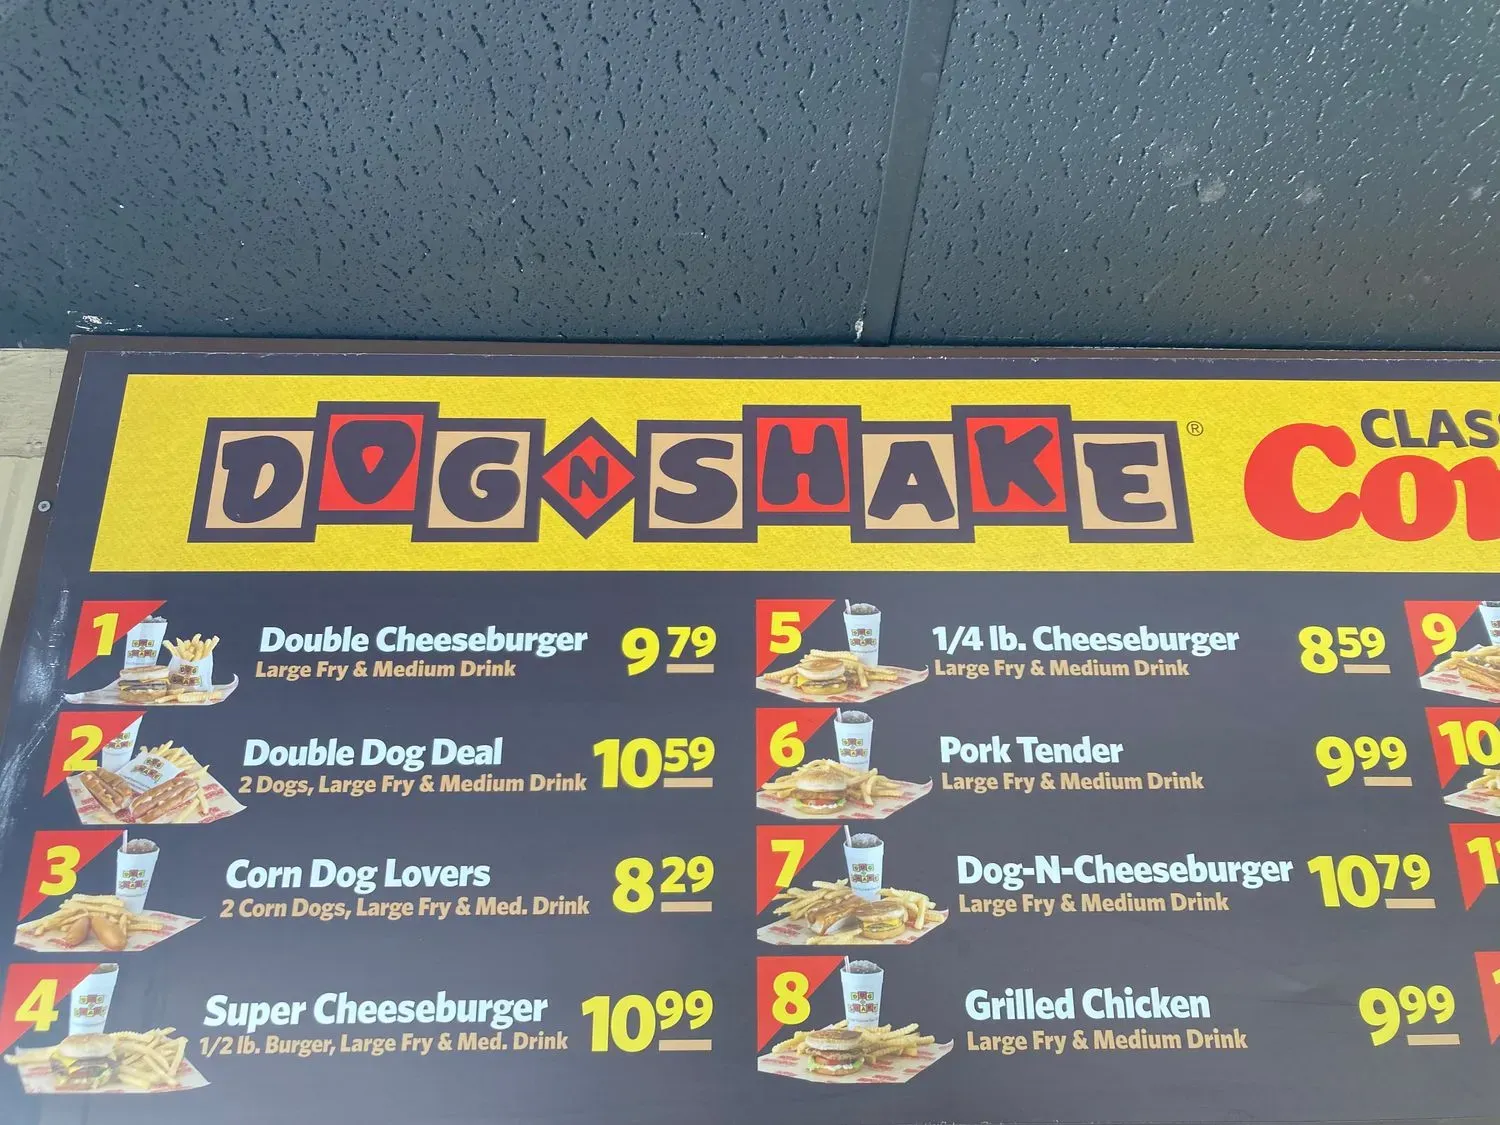 DOG N SHAKE ®
1
Double Cheeseburger 9 79
Large Fry & Medium Drink
2
Double Dog Deal 10 59
2 Dogs, Large Fry & Medium Drink
3
Corn Dog Lovers 8 29
2 Corn Dogs, Large Fry & Med. Drink
4
Super Cheeseburger 10 99
1/2 lb. Burger, Large Fry & Med. Drink
5
1/4 lb. Cheeseburger 8 59
Large Fry & Medium Drink
6
Pork Tender 9 99
Large Fry & Medium Drink
7
Dog-N-Cheeseburger 10 79
Large Fry & Medium Drink
8
Grilled Chicken 9 99
Large Fry & Medium Drink
9
10